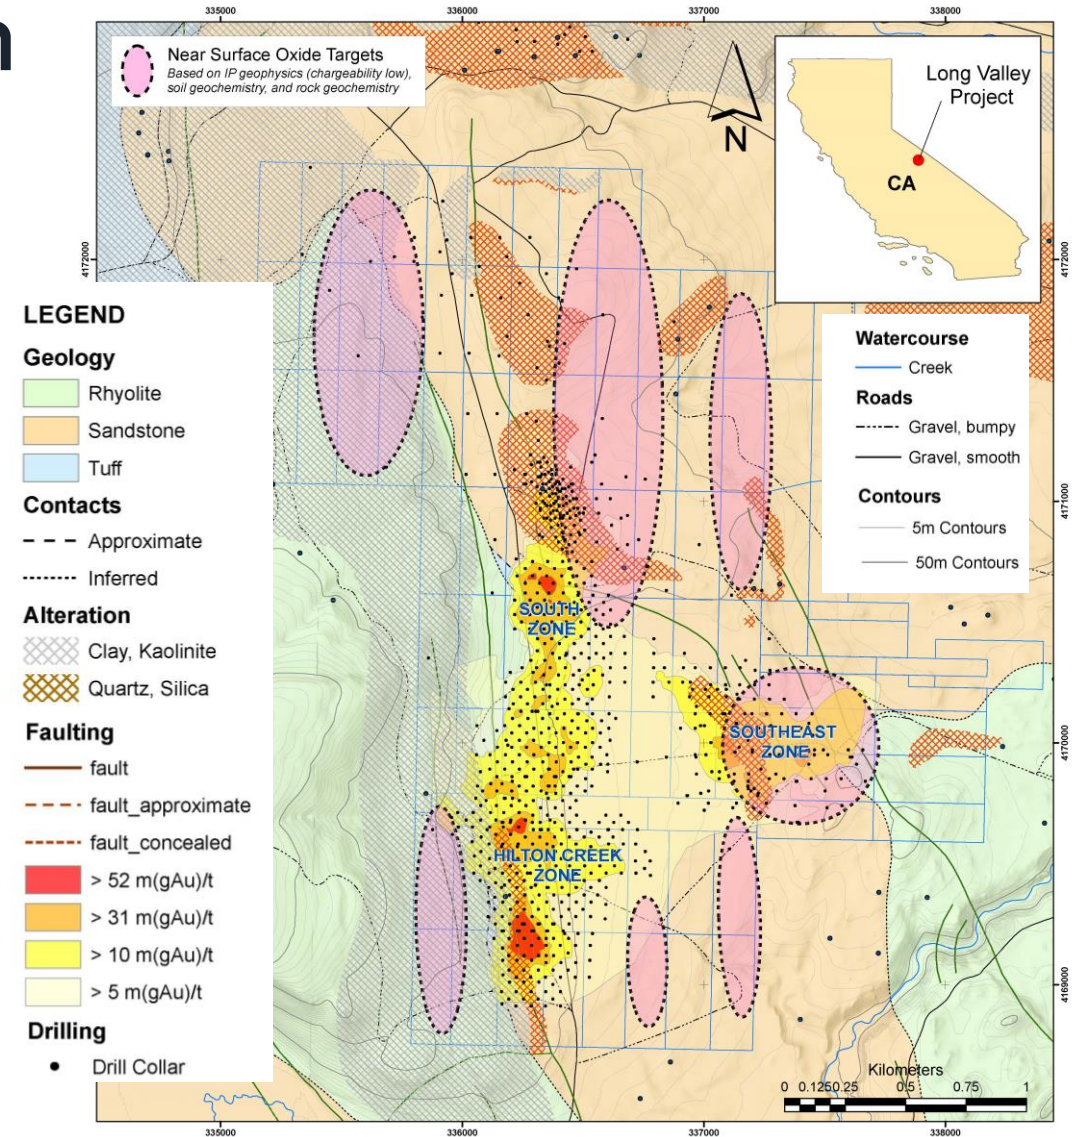 n
335000
336000
337000
338000
Near Surface Oxide Targets
Based on IP geophysics (chargeability low),
soil geochemistry, and rock geochemistry
N
Long Valley
Project
CA
4172000
4172000
LEGEND
Geology
Rhyolite
Sandstone
Tuff
Contacts
Approximate
Inferred
Alteration
Clay, Kaolinite
Quartz, Silica
Faulting
fault
fault_approximate
fault_concealed
> 52 m(gAu)/t
> 31 m(gAu)/t
> 10 m(gAu)/t
> 5 m(gAu)/t
Drilling
Drill Collar
Watercourse
Creek
Roads
Gravel, bumpy
Gravel, smooth
Contours
5m Contours
50m Contours
4171000
SOUTH
ZONE
SOUTHEAST
ZONE
4170000
HILTON CREEK
ZONE
4169000
Kilometers
0 0.1250.25 0.5 0.75 1
335000
336000
337000
338000